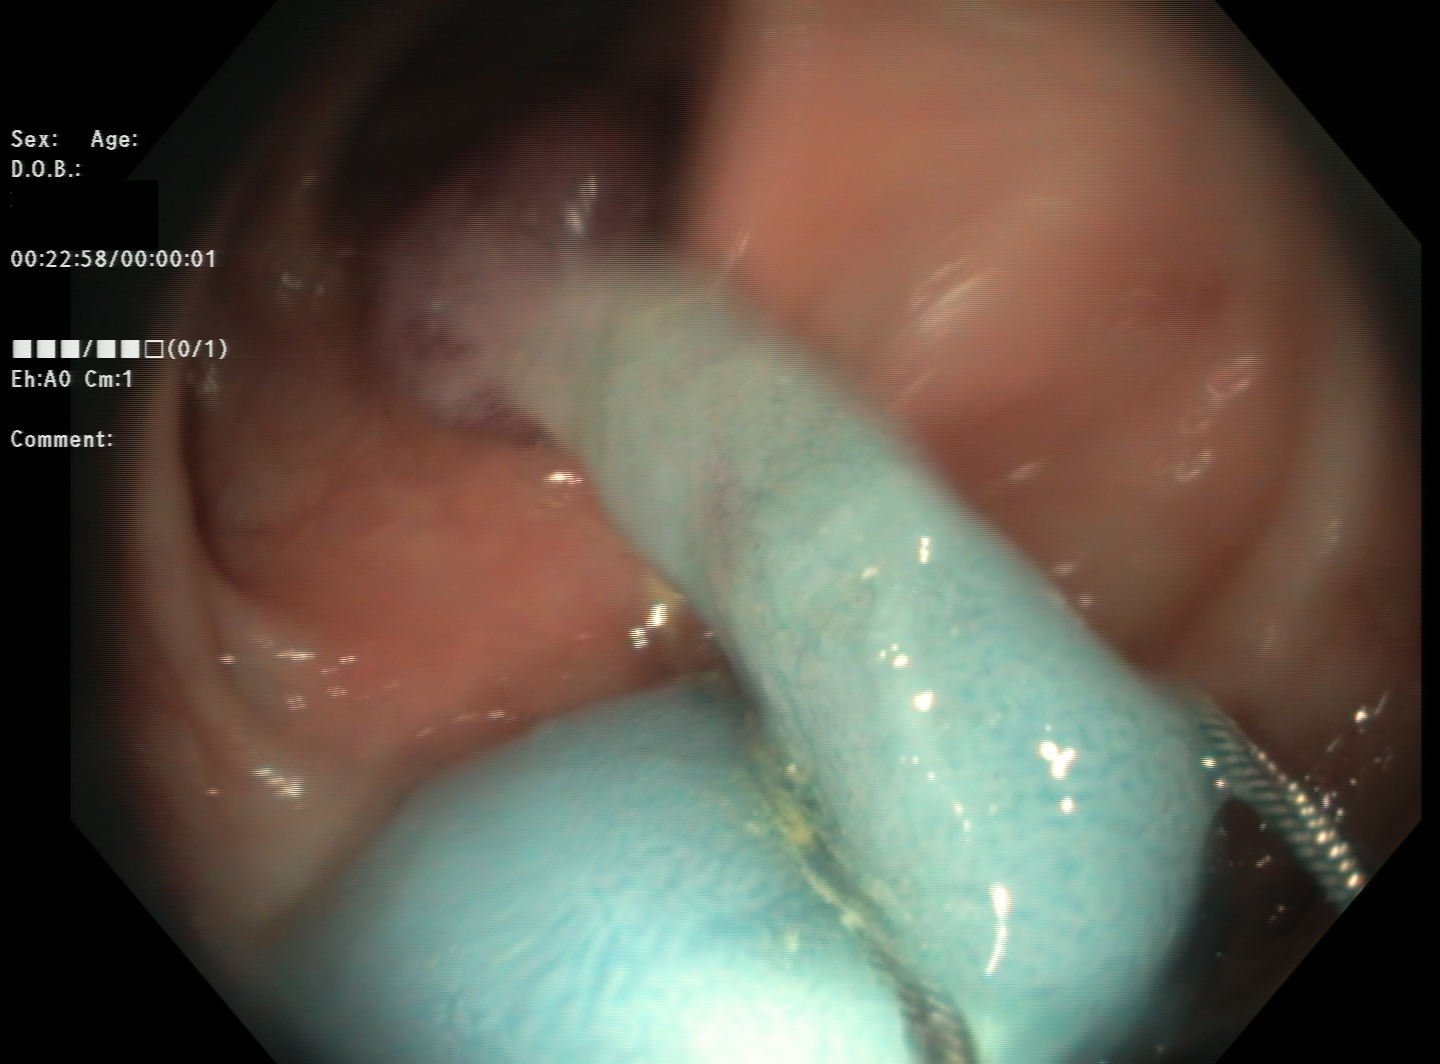 Sex: Age:
D.O.B.:
00:22:58/00:00:01
■■■/■■□(0/1)
Eh:A0 Cm:1
Comment: